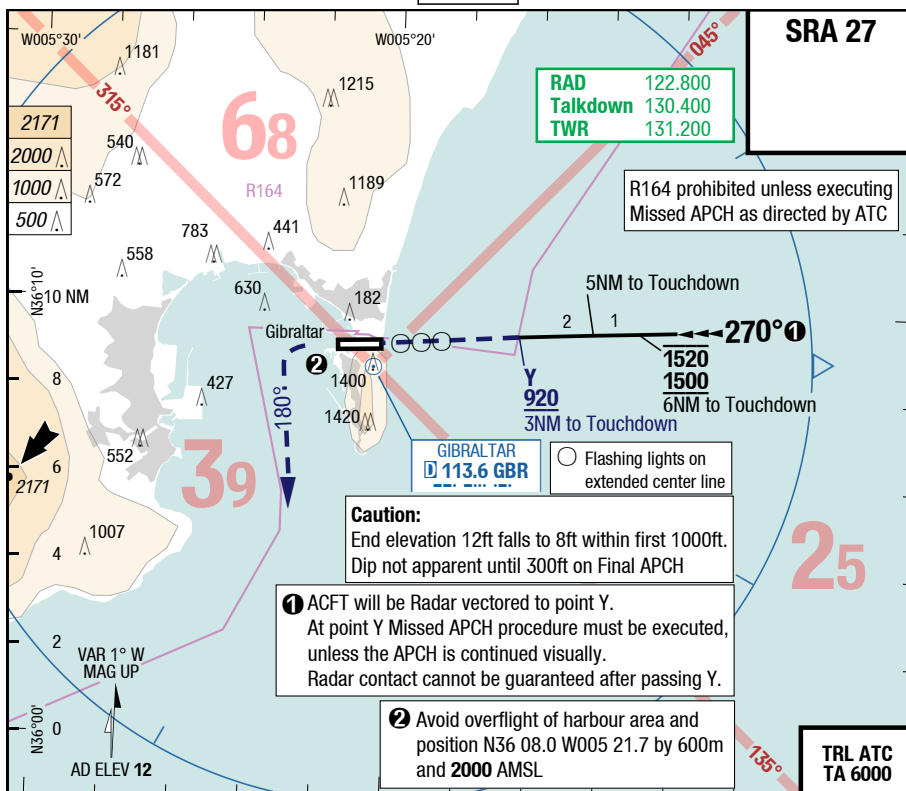 SRA 27
W005°30'
W005°20'
1181
1215
045°
315°
RAD 122.800
Talkdown 130.400
TWR 131.200
2171
2000
1000
500
540
572
68
R164
1189
R164 prohibited unless executing
Missed APCH as directed by ATC
783
441
558
630
182
N36°10'
10 NM
5NM to Touchdown
2 1
270° 1
Gibraltar
2
1520
1500
6NM to Touchdown
Y
920
3NM to Touchdown
8
427
1400
1420
180°
552
6
2171
39
GIBRALTAR
D 113.6 GBR
Flashing lights on
extended center line
1007
4
25
Caution:
End elevation 12ft falls to 8ft within first 1000ft.
Dip not apparent until 300ft on Final APCH
1 ACFT will be Radar vectored to point Y.
At point Y Missed APCH procedure must be executed,
unless the APCH is continued visually.
Radar contact cannot be guaranteed after passing Y.
2
VAR 1° W
MAG UP
N36°00'
0
AD ELEV 12
2 Avoid overflight of harbour area and
position N36 08.0 W005 21.7 by 600m
and 2000 AMSL
135°
TRL ATC
TA 6000